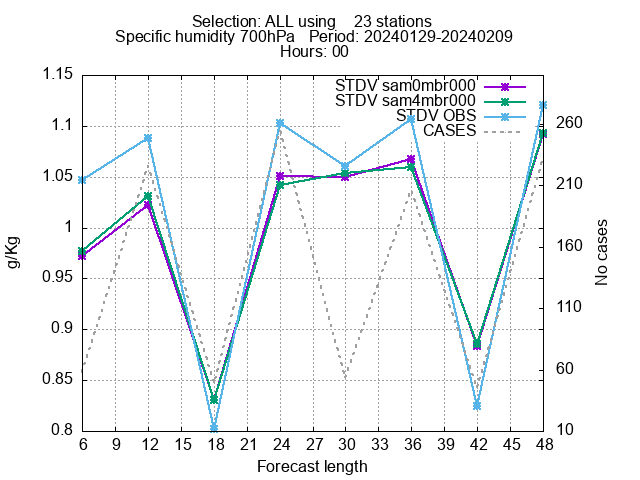 Selection: ALL using    23 stations
Specific humidity 700hPa   Period: 20240129-20240209
Hours: 00
STDV sam0mbr000
STDV sam4mbr000
STDV OBS
CASES
1.15
1.1
1.05
1
0.95
0.9
0.85
0.8
g/Kg
260
210
160
110
60
10
No cases
6 9 12 15 18 21 24 27 30 33 36 39 42 45 48
Forecast length